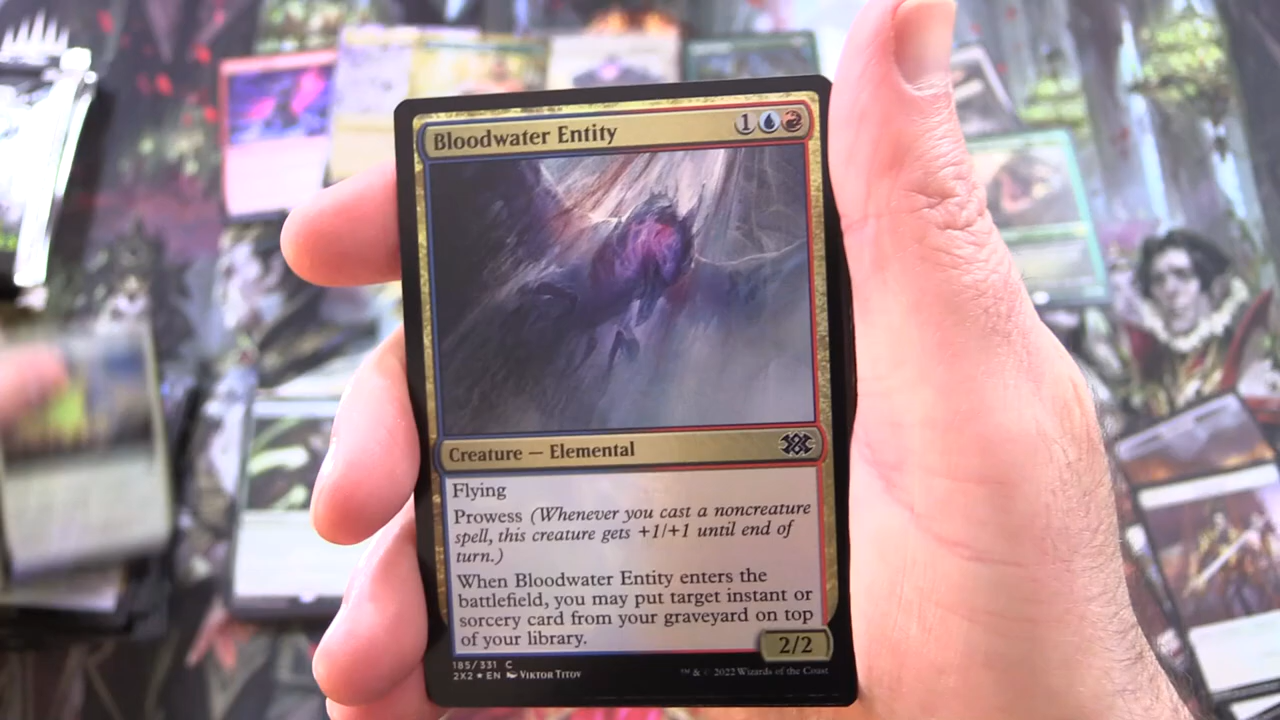 Bloodwater Entity 1
Creature — Elemental
Flying
Prowess (Whenever you cast a noncreature
spell, this creature gets +1/+1 until end of
turn.)
When Bloodwater Entity enters the
battlefield, you may put target instant or
sorcery card from your graveyard on top
of your library.
2/2
185/331 C
2X2 ★ EN Viktor Titov
™ & © 2022 Wizards of the Coast